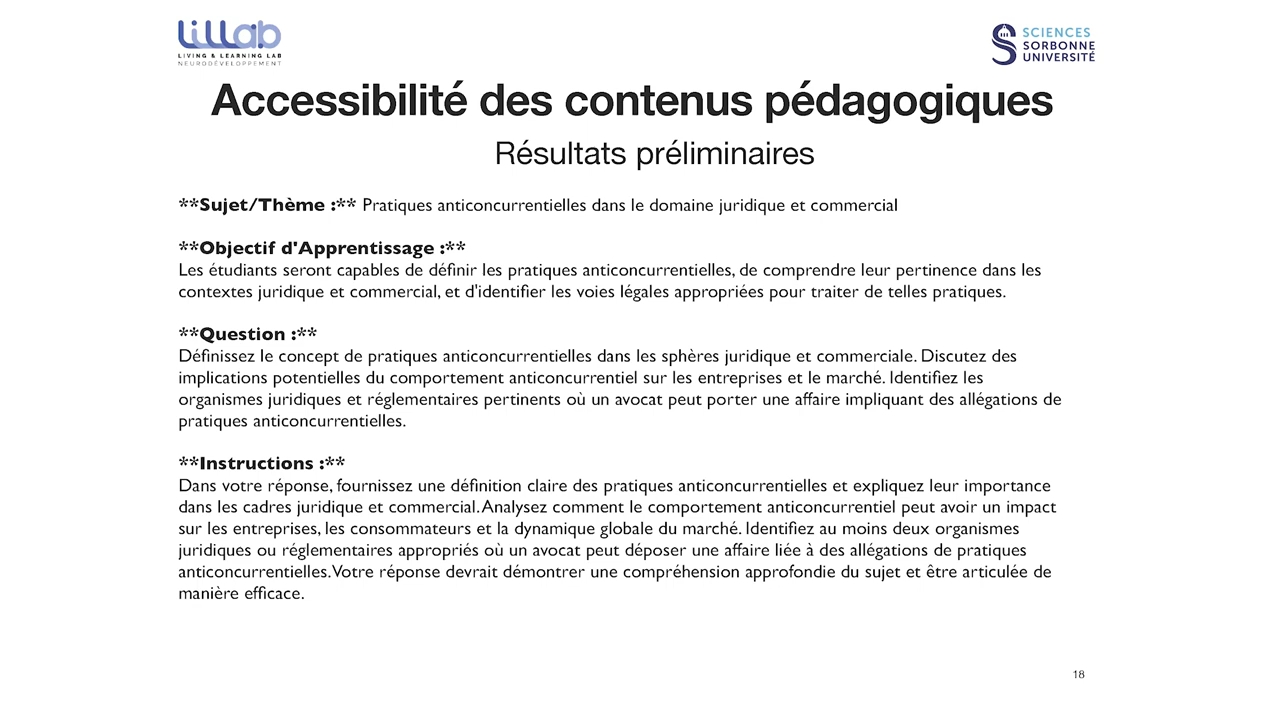 LiLLab
LIVING & LEARNING LAB
NEURODÉVELOPPEMENT
SCIENCES
SORBONNE
UNIVERSITÉ
Accessibilité des contenus pédagogiques
Résultats préliminaires
**Sujet/Thème :** Pratiques anticoncurrentielles dans le domaine juridique et commercial
**Objectif d'Apprentissage :**
Les étudiants seront capables de définir les pratiques anticoncurrentielles, de comprendre leur pertinence dans les
contextes juridique et commercial, et d'identifier les voies légales appropriées pour traiter de telles pratiques.
**Question :**
Définissez le concept de pratiques anticoncurrentielles dans les sphères juridique et commerciale. Discutez des
implications potentielles du comportement anticoncurrentiel sur les entreprises et le marché. Identifiez les
organismes juridiques et réglementaires pertinents où un avocat peut porter une affaire impliquant des allégations de
pratiques anticoncurrentielles.
**Instructions :**
Dans votre réponse, fournissez une définition claire des pratiques anticoncurrentielles et expliquez leur importance
dans les cadres juridique et commercial. Analysez comment le comportement anticoncurrentiel peut avoir un impact
sur les entreprises, les consommateurs et la dynamique globale du marché. Identifiez au moins deux organismes
juridiques ou réglementaires appropriés où un avocat peut déposer une affaire liée à des allégations de pratiques
anticoncurrentielles. Votre réponse devrait démontrer une compréhension approfondie du sujet et être articulée de
manière efficace.
18